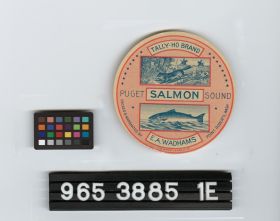 TALLY-HO BRAND
PUGET SALMON SOUND
E.A. WADHAMS
965 3885 1E